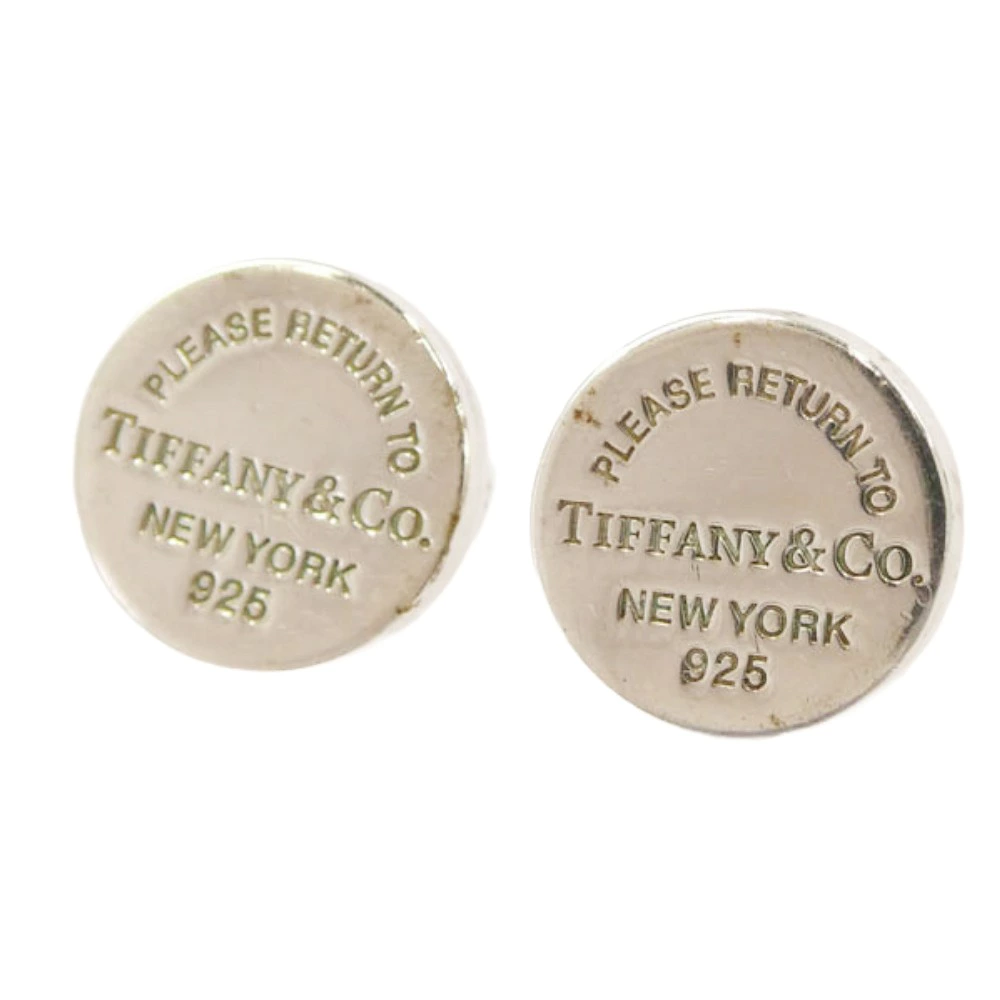 PLEASE RETURN TO
TIFFANY & CO.
NEW YORK
925
PLEASE RETURN TO
TIFFANY & CO.
NEW YORK
925